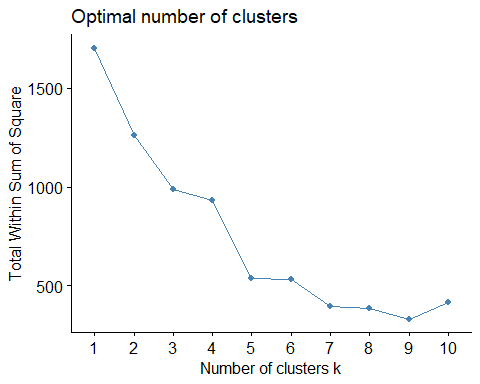 Optimal number of clusters
Total Within Sum of Square
1500
1000
500
1 2 3 4 5 6 7 8 9 10
Number of clusters k